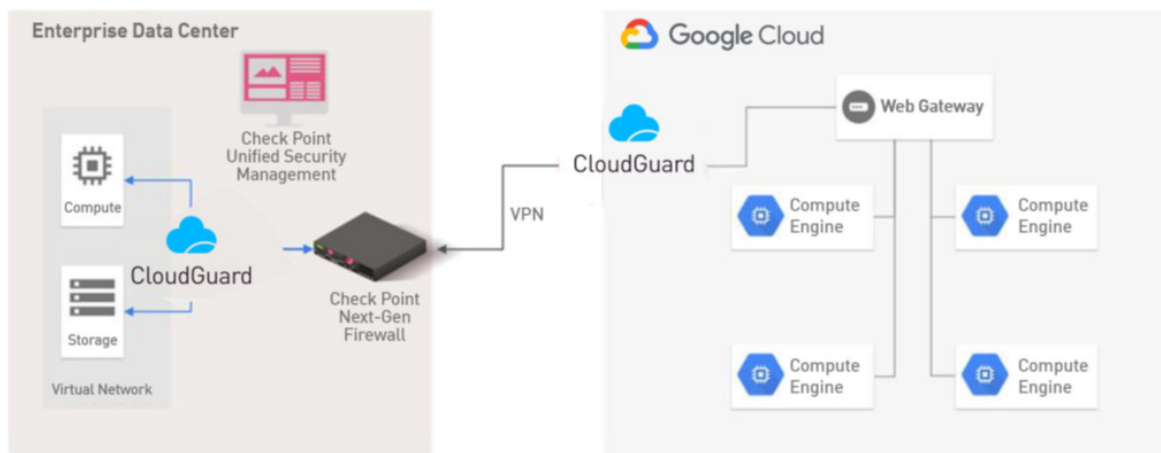 Enterprise Data Center
Check Point
Unified Security
Management
Compute
CloudGuard
Storage
Virtual Network
Check Point
Next-Gen
Firewall
VPN
Google Cloud
CloudGuard
Web Gateway
Compute
Engine
Compute
Engine
Compute
Engine
Compute
Engine